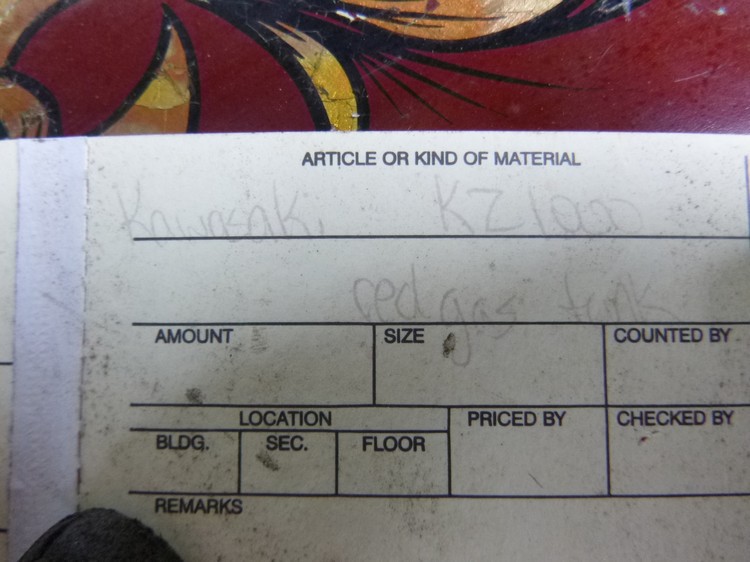 ARTICLE OR KIND OF MATERIAL
Kawasaki KZ1000
red gas tank
AMOUNT SIZE COUNTED BY
LOCATION PRICED BY CHECKED BY
BLDG. SEC. FLOOR
REMARKS